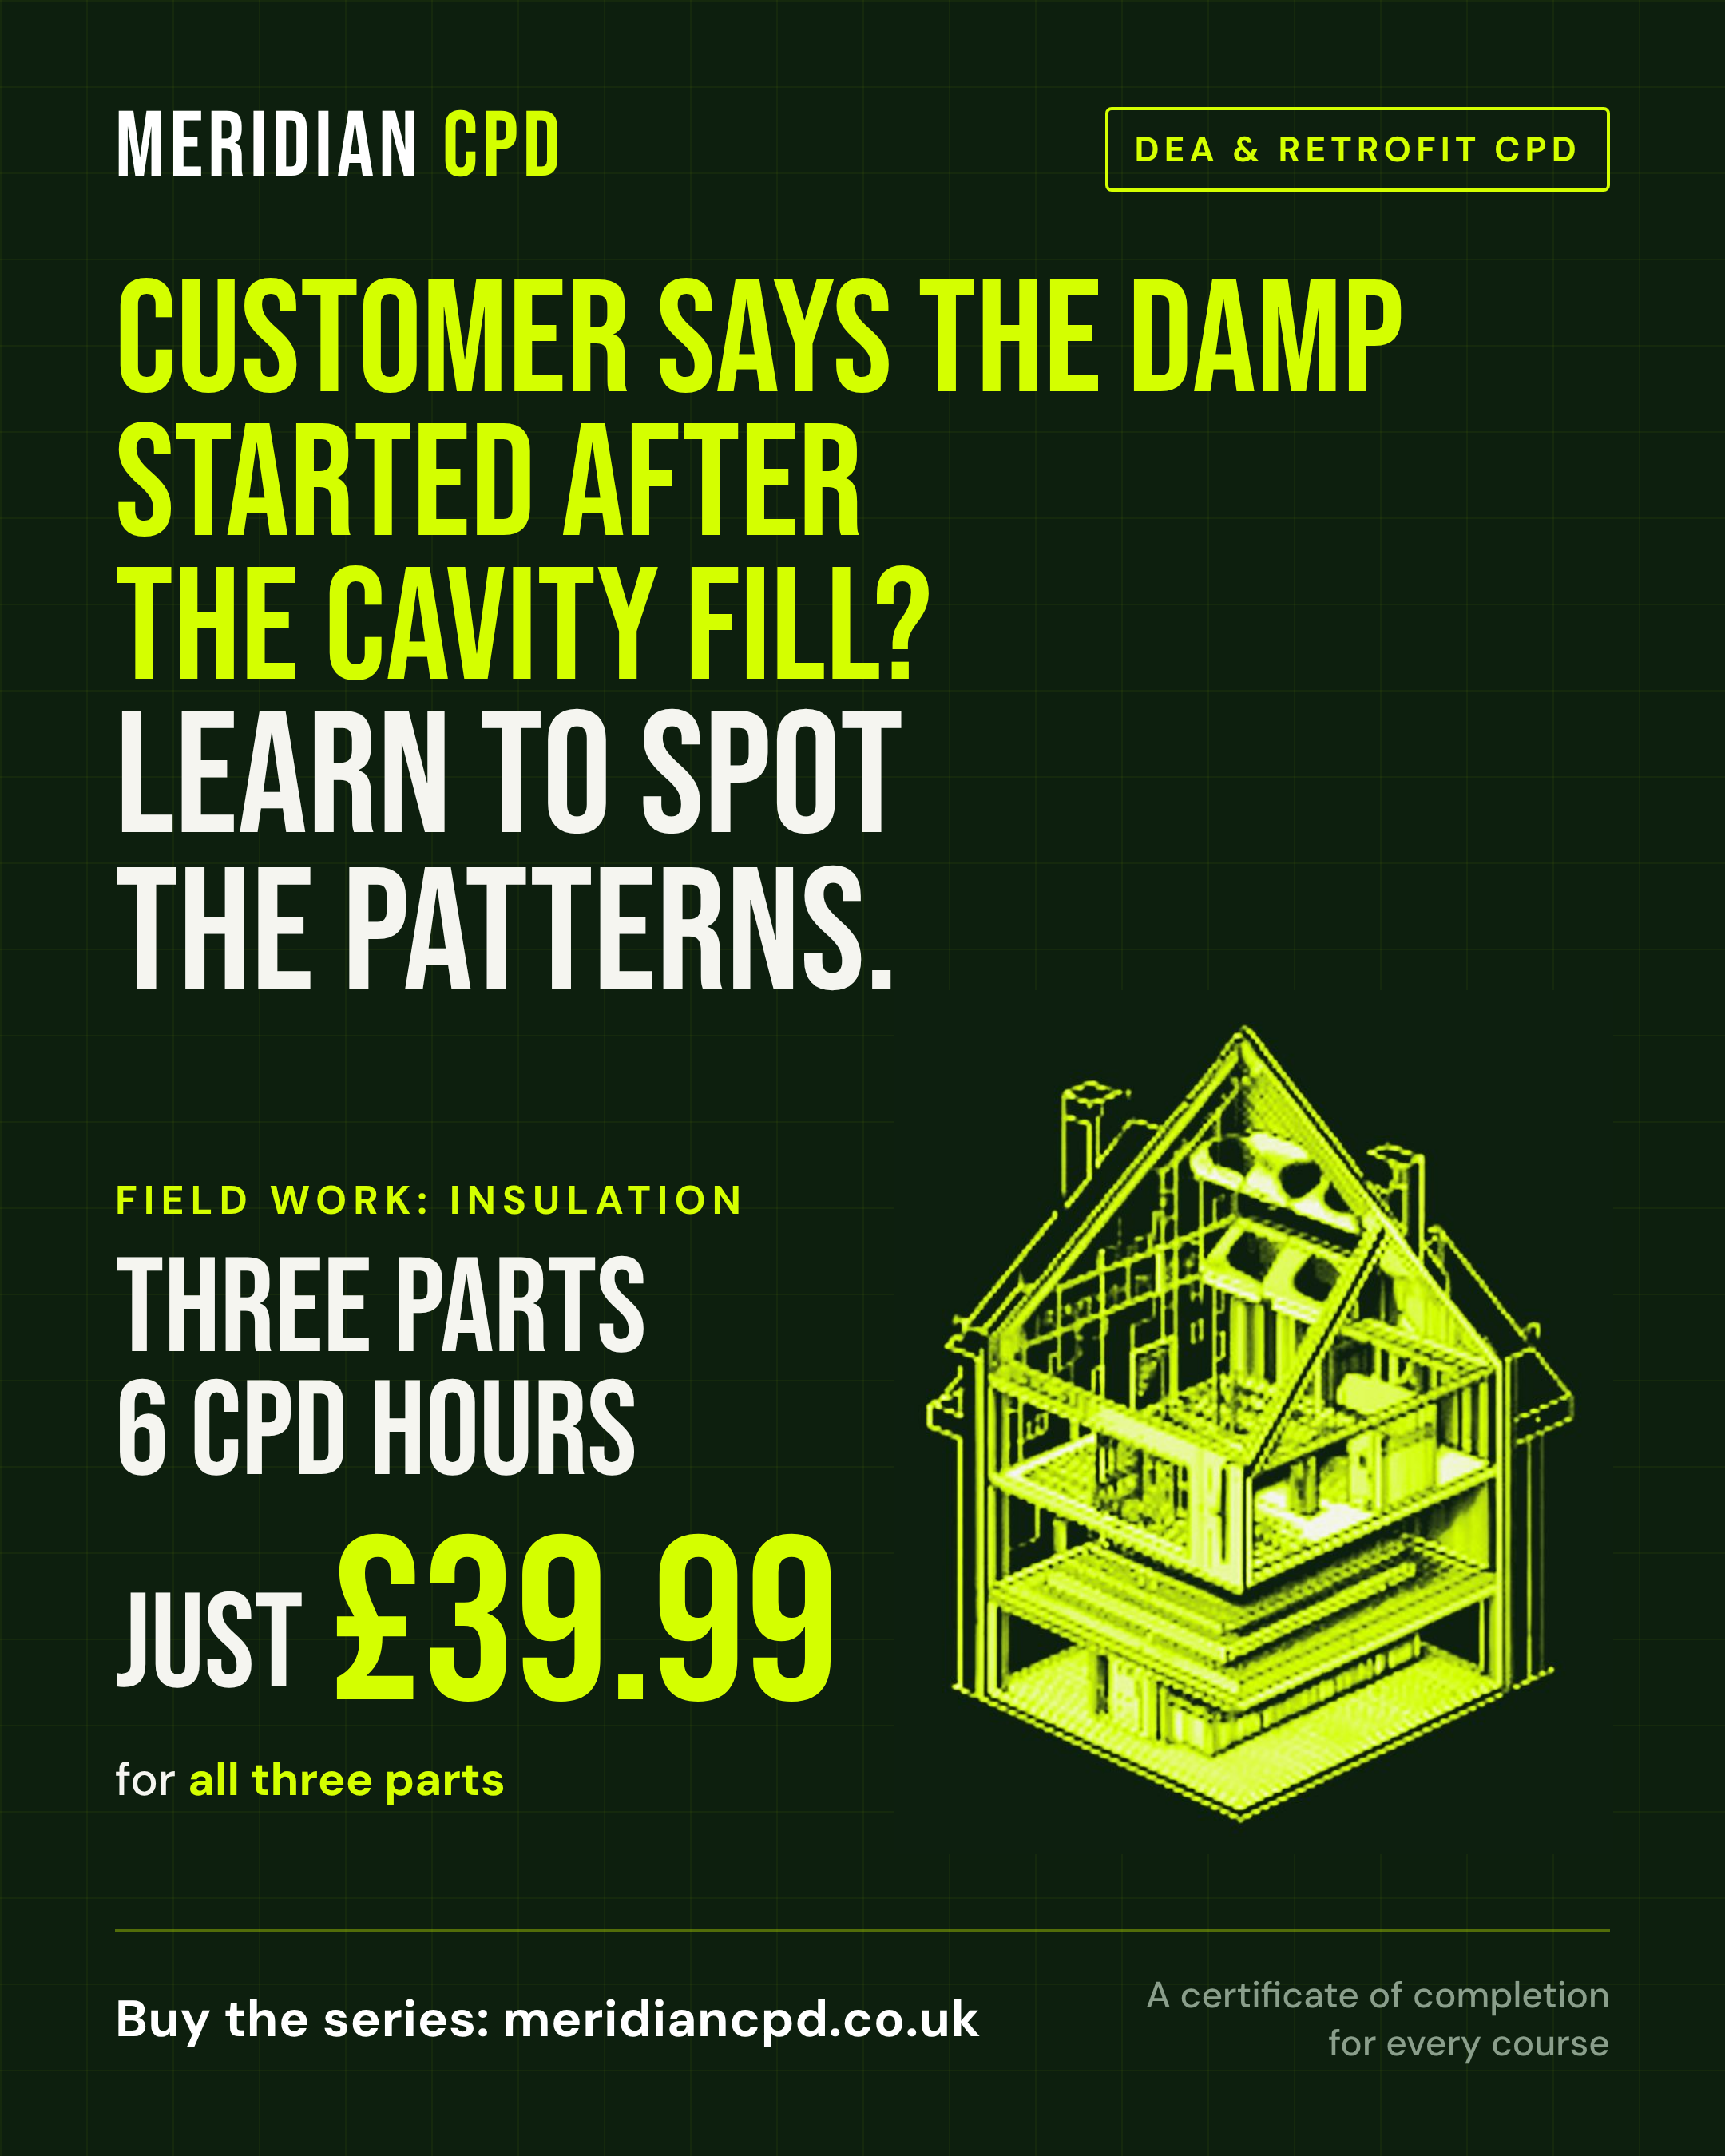 MERIDIAN CPD
DEA & RETROFIT CPD
CUSTOMER SAYS THE DAMP
STARTED AFTER
THE CAVITY FILL?
LEARN TO SPOT
THE PATTERNS.
FIELD WORK: INSULATION
THREE PARTS
6 CPD HOURS
JUST £39.99
for all three parts
Buy the series: meridiancpd.co.uk
A certificate of completion
for every course